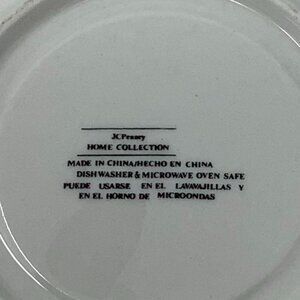 JCPenney
HOME COLLECTION
MADE IN CHINA/HECHO EN CHINA
DISHWASHER & MICROWAVE OVEN SAFE
PUEDE USARSE EN EL LAVAVAJILLAS Y
EN EL HORNO DE MICROONDAS